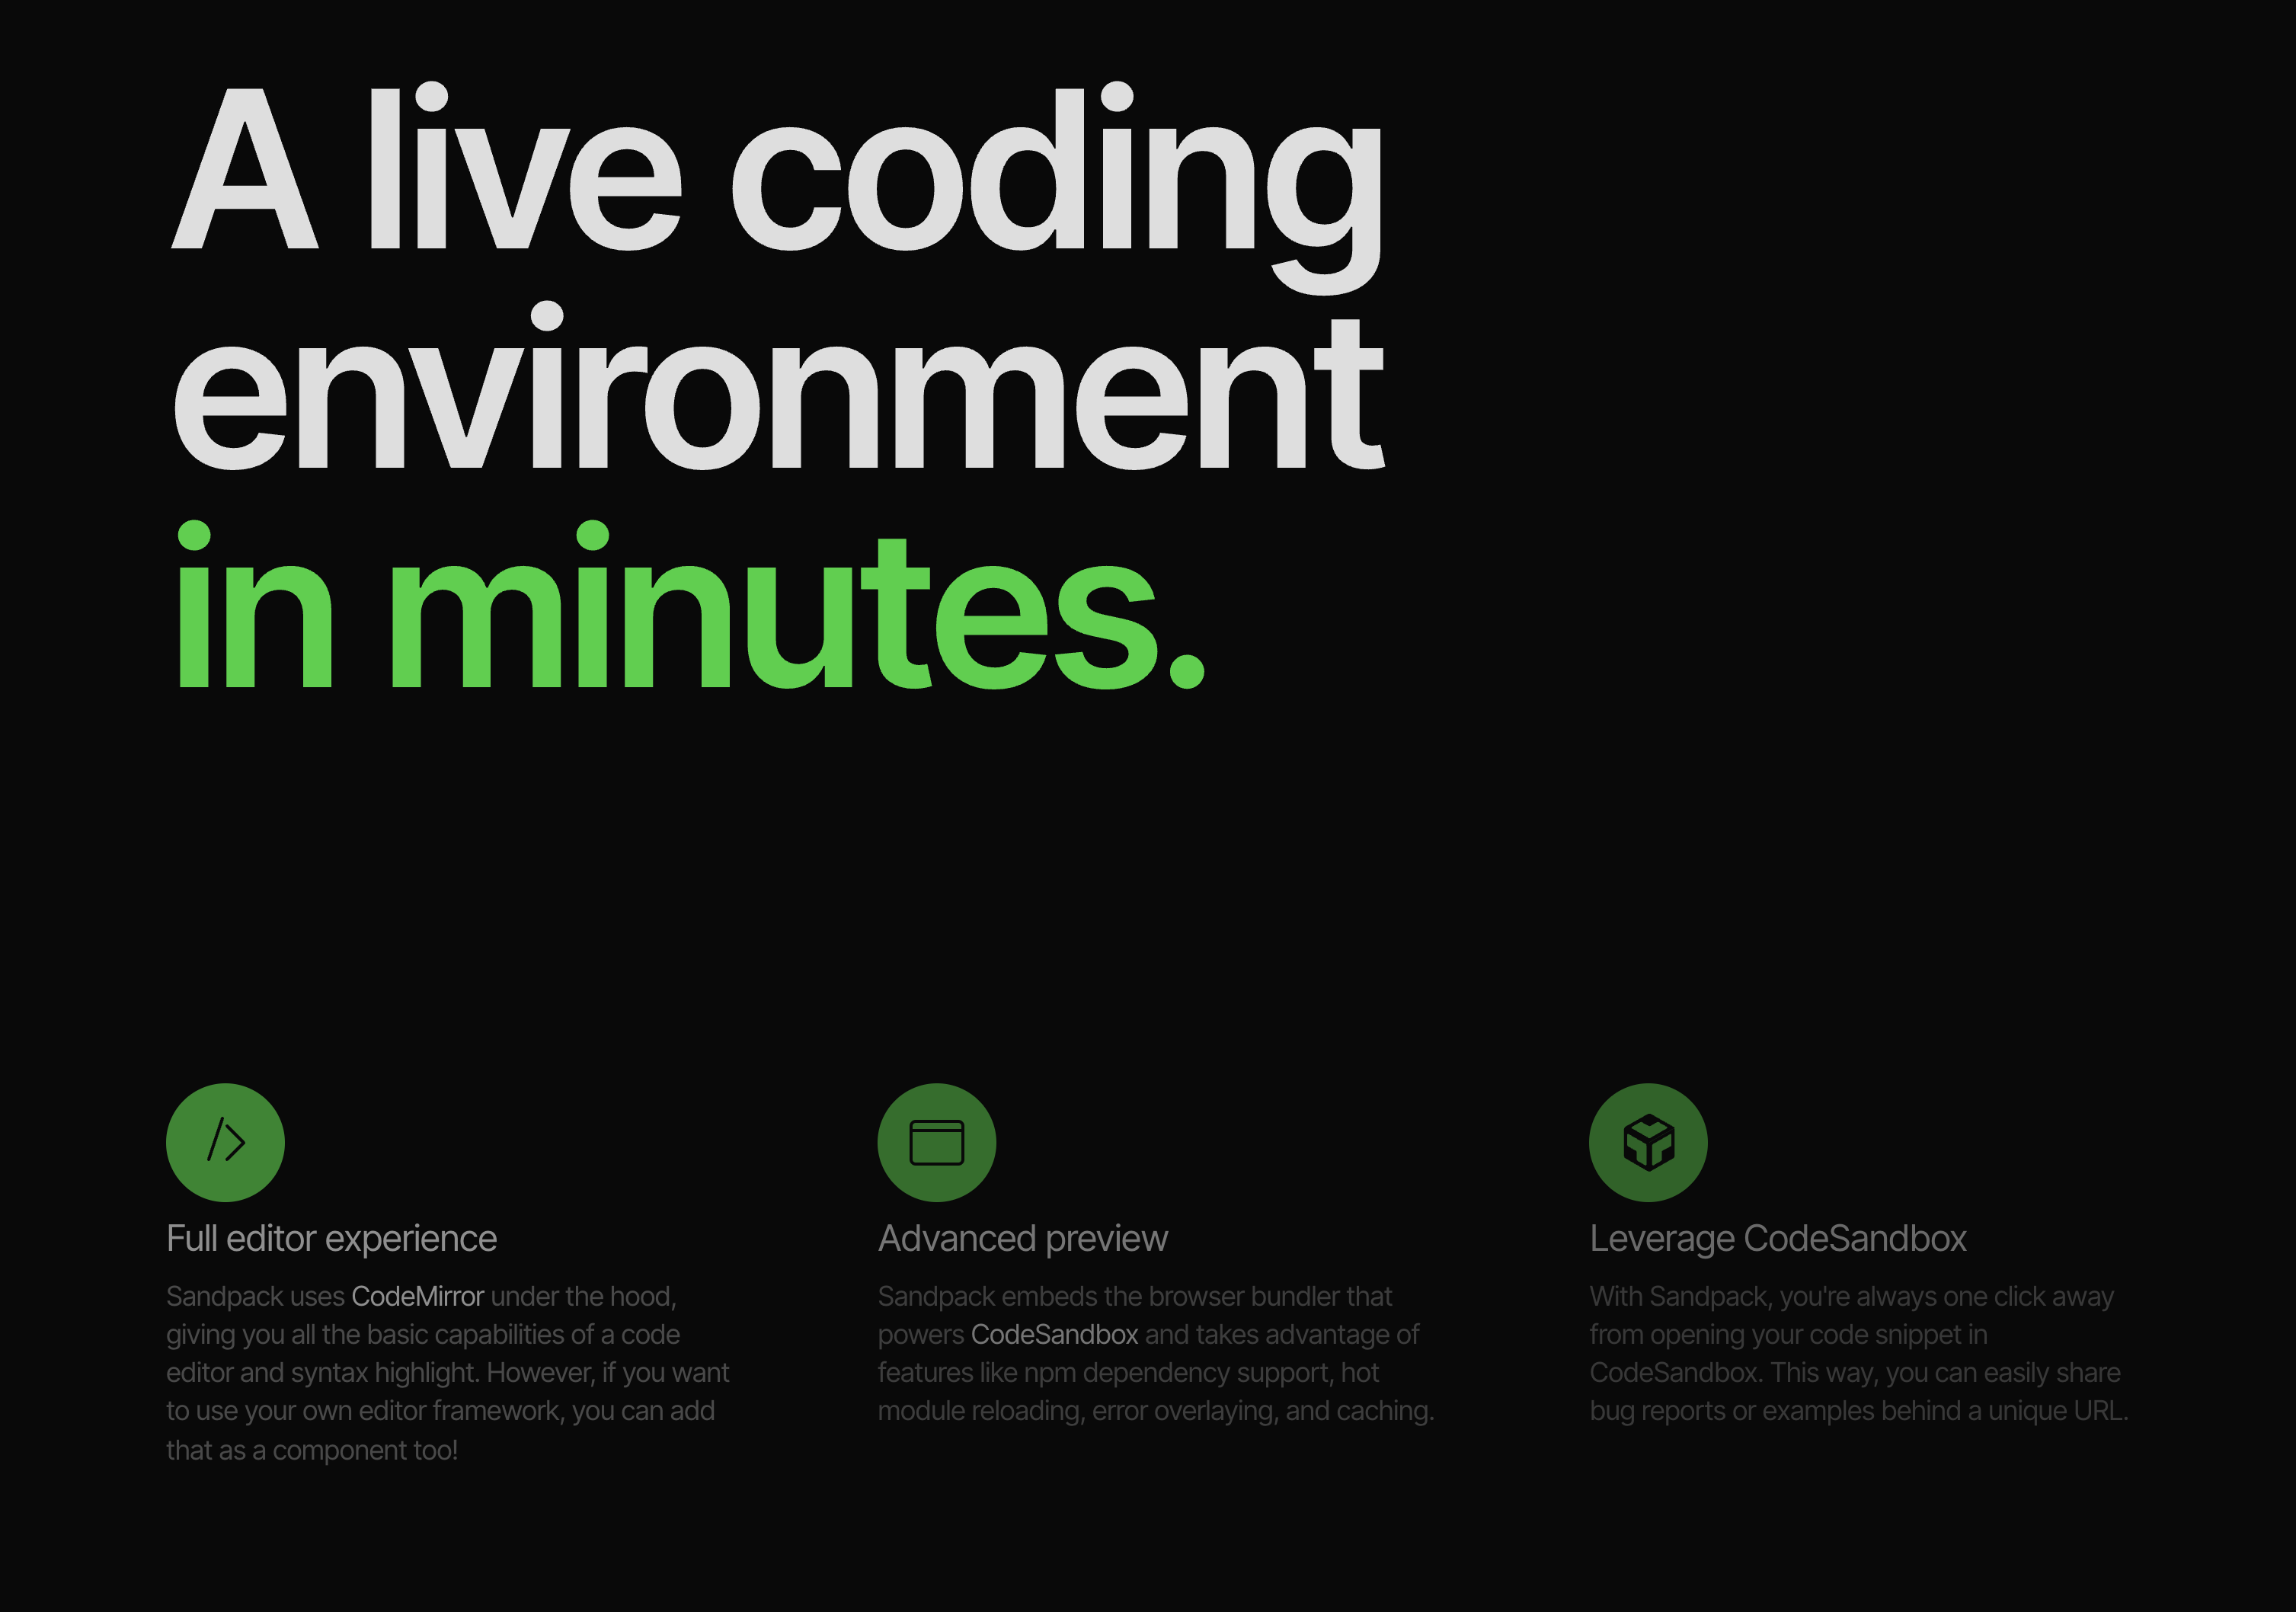 A live coding
environment
in minutes.
Full editor experience
Sandpack uses CodeMirror under the hood,
giving you all the basic capabilities of a code
editor and syntax highlight. However, if you want
to use your own editor framework, you can add
that as a component too!
Advanced preview
Sandpack embeds the browser bundler that
powers CodeSandbox and takes advantage of
features like npm dependency support, hot
module reloading, error overlaying, and caching.
Leverage CodeSandbox
With Sandpack, you're always one click away
from opening your code snippet in
CodeSandbox. This way, you can easily share
bug reports or examples behind a unique URL.